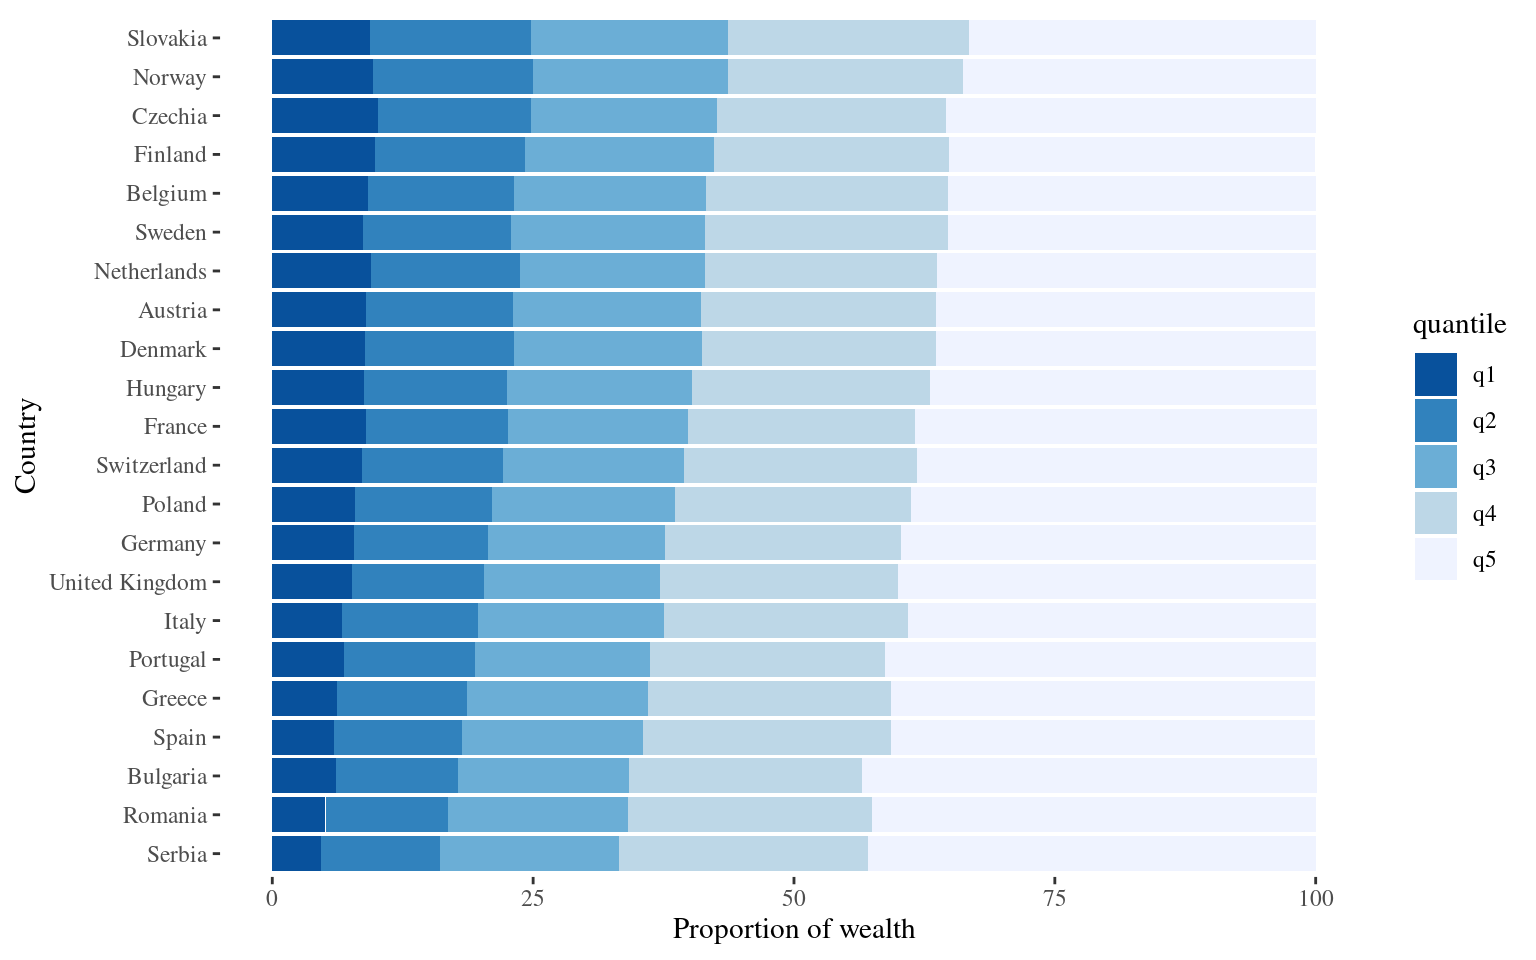 Slovakia
Norway
Czechia
Finland
Belgium
Sweden
Netherlands
Austria
Denmark
Hungary
France
Switzerland
Poland
Germany
United Kingdom
Italy
Portugal
Greece
Spain
Bulgaria
Romania
Serbia
Country
0 25 50 75 100
Proportion of wealth
quantile
q1
q2
q3
q4
q5